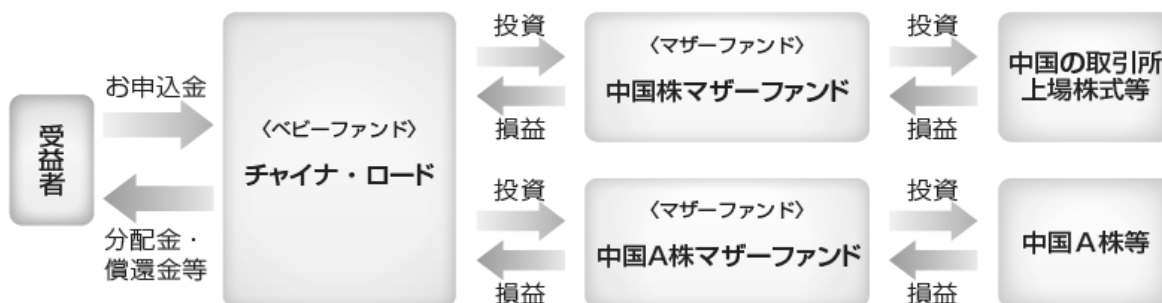 受益者
お申込金
分配金・
償還金等
〈ベビーファンド〉
チャイナ・ロード
投資
損益
〈マザーファンド〉
中国株マザーファンド
投資
損益
中国の取引所
上場株式等
投資
損益
〈マザーファンド〉
中国A株マザーファンド
投資
損益
中国A株等